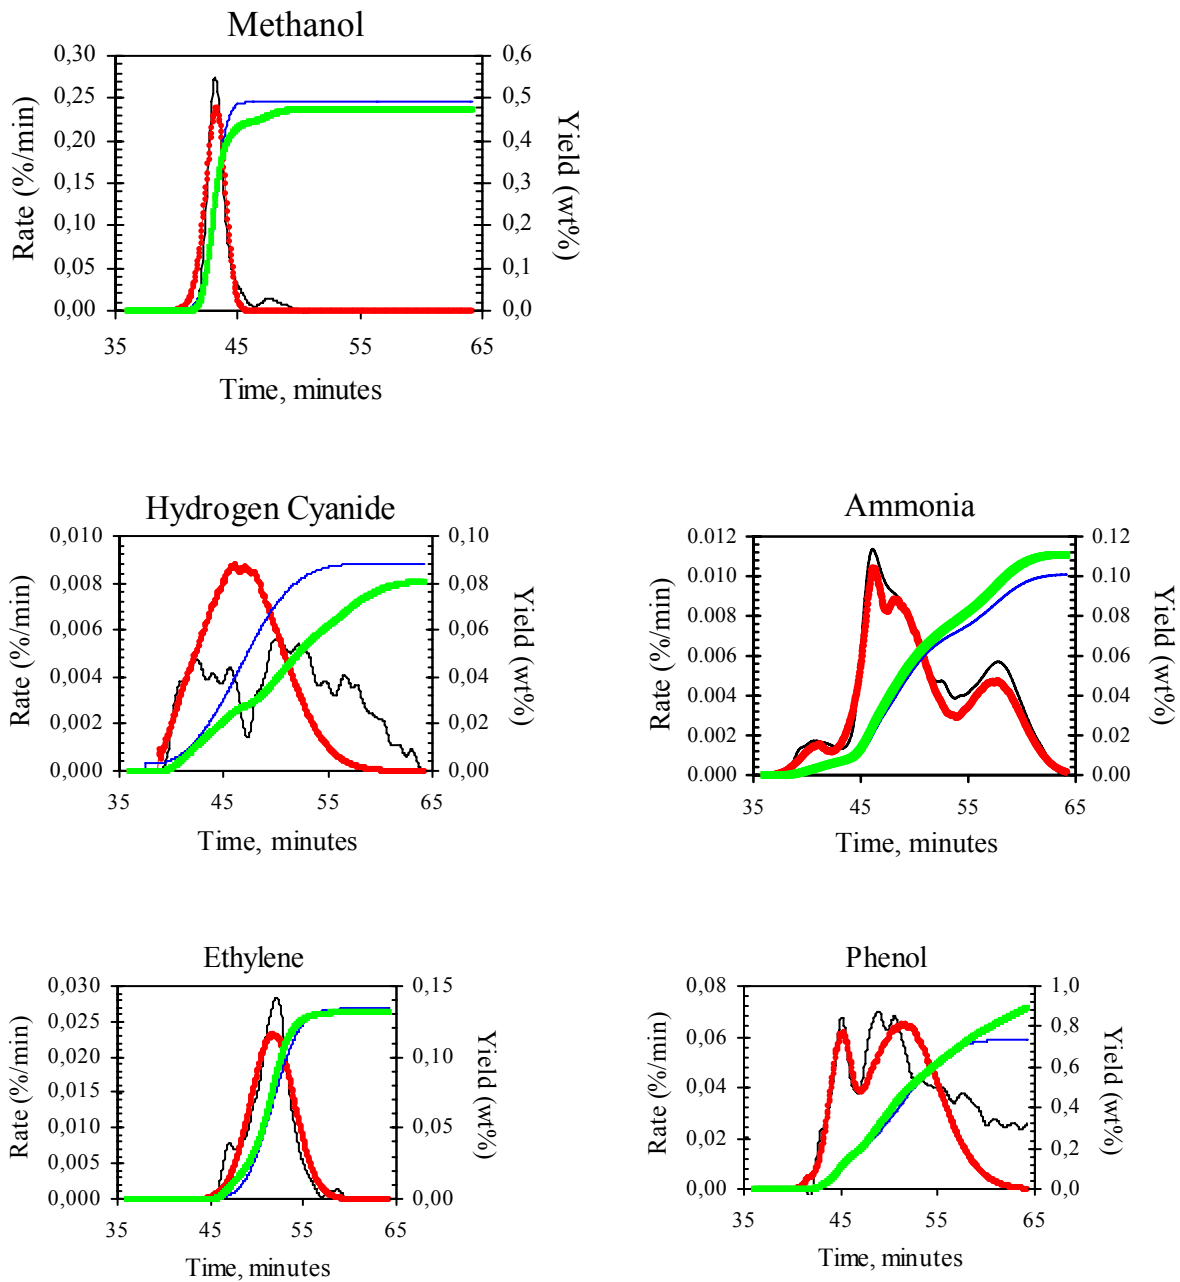 Methanol
0,30
0,25
0,20
0,15
0,10
0,05
0,00
Rate (%/min)
0,6
0,5
0,4
0,3
0,2
0,1
0,0
Yield (wt%)
35 45 55 65
Time, minutes
Hydrogen Cyanide
0,010
0,008
0,006
0,004
0,002
0,000
Rate (%/min)
0,10
0,08
0,06
0,04
0,02
0,00
Yield (wt%)
35 45 55 65
Time, minutes
Ammonia
0.012
0.010
0.008
0.006
0.004
0.002
0.000
Rate (%/min)
0.12
0.10
0.08
0.06
0.04
0.02
0.00
Yield (wt%)
35 45 55 65
Time, minutes
Ethylene
0,030
0,025
0,020
0,015
0,010
0,005
0,000
Rate (%/min)
0,15
0,10
0,05
0,00
Yield (wt%)
35 45 55 65
Time, minutes
Phenol
0,08
0,06
0,04
0,02
0,00
Rate (%/min)
1,0
0,8
0,6
0,4
0,2
0,0
Yield (wt%)
35 45 55 65
Time, minutes